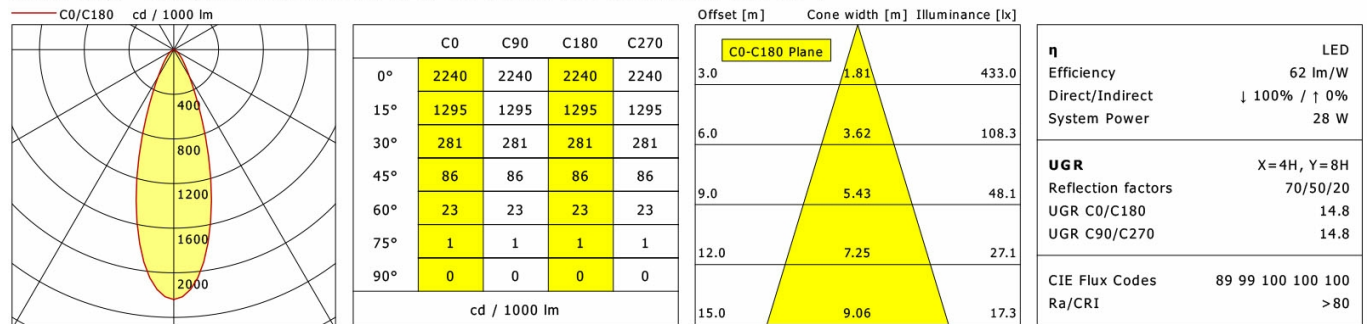 C0/C180 cd / 1000 lm
400
800
1200
1600
2000
C0 C90 C180 C270
0° 2240 2240 2240 2240
15° 1295 1295 1295 1295
30° 281 281 281 281
45° 86 86 86 86
60° 23 23 23 23
75° 1 1 1 1
90° 0 0 0 0
cd / 1000 lm
Offset [m] Cone width [m] Illuminance [lx]
C0-C180 Plane
3.0 1.81 433.0
6.0 3.62 108.3
9.0 5.43 48.1
12.0 7.25 27.1
15.0 9.06 17.3
η LED
Efficiency 62 lm/W
Direct/Indirect ↓ 100% / ↑ 0%
System Power 28 W
UGR X=4H, Y=8H
Reflection factors 70/50/20
UGR C0/C180 14.8
UGR C90/C270 14.8
CIE Flux Codes 89 99 100 100 100
Ra/CRI >80